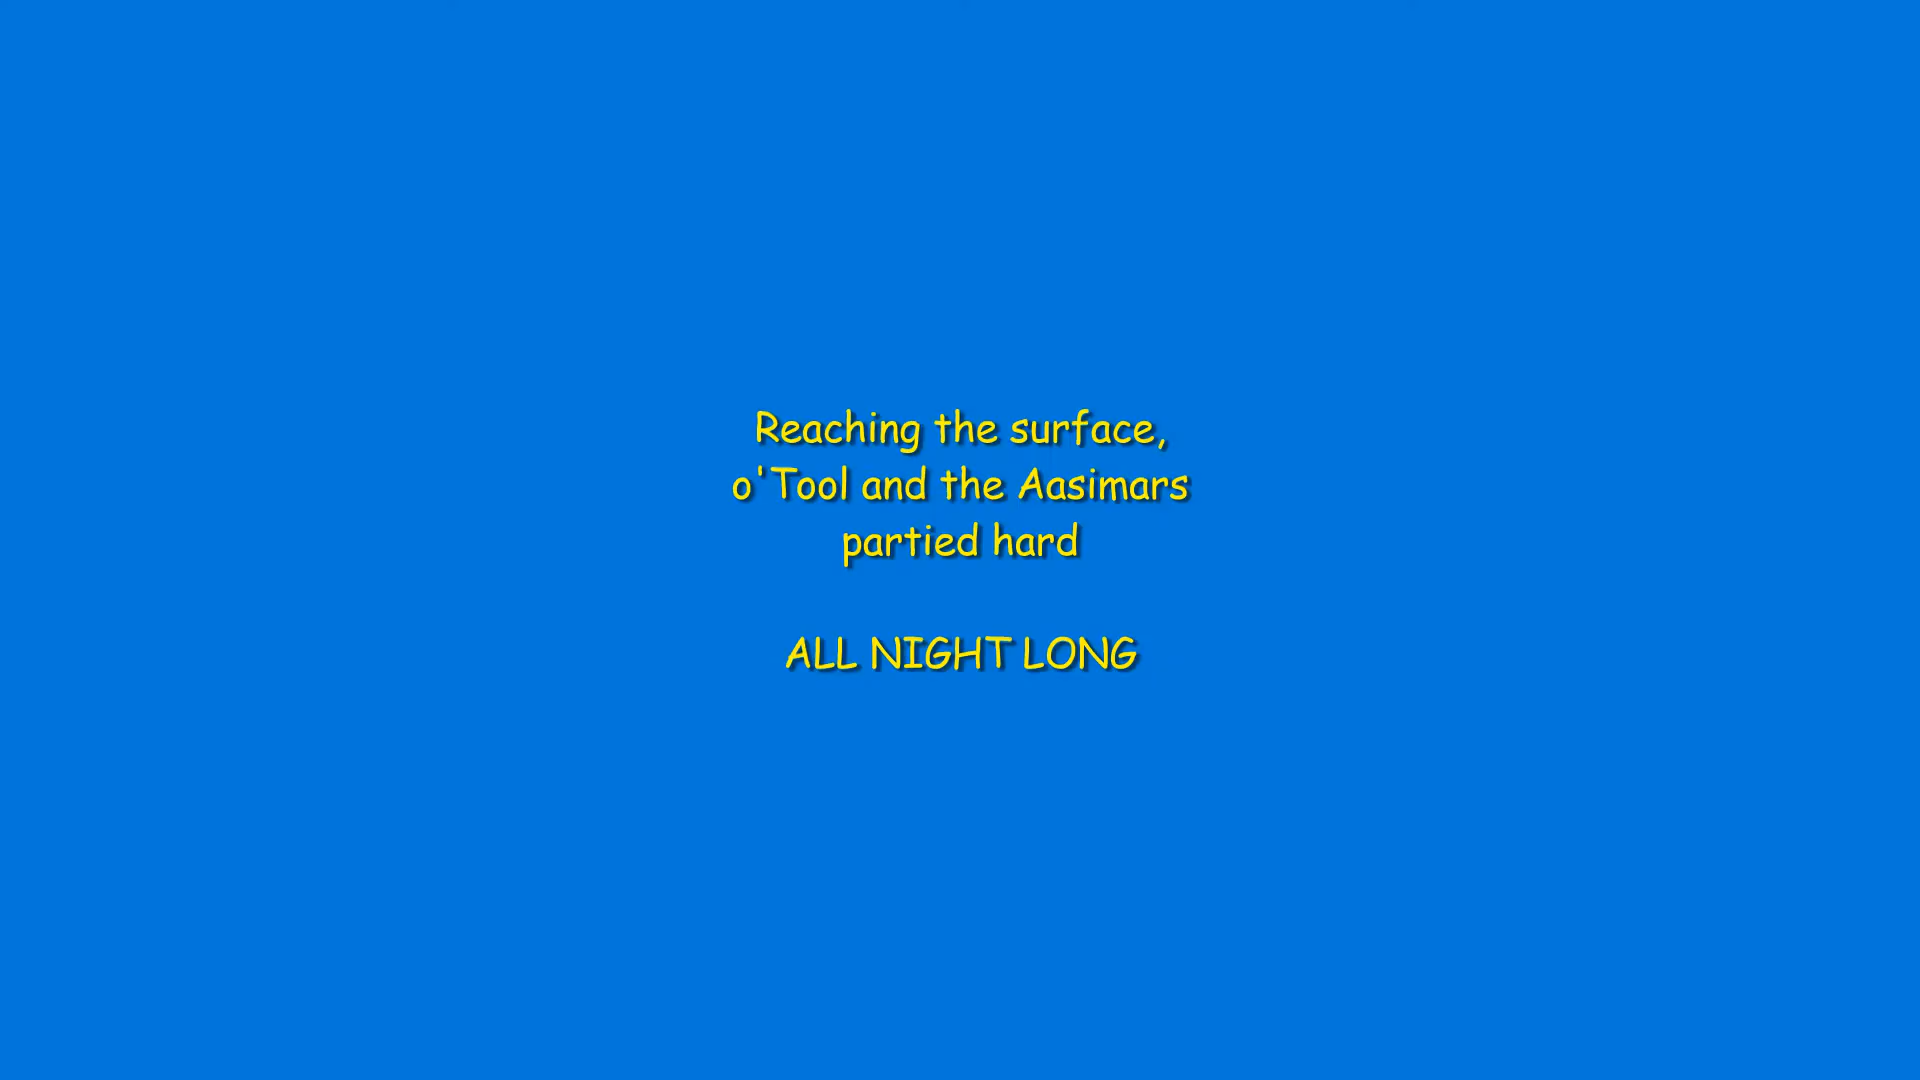 Reaching the surface,
o'Tool and the Aasimars
partied hard
ALL NIGHT LONG